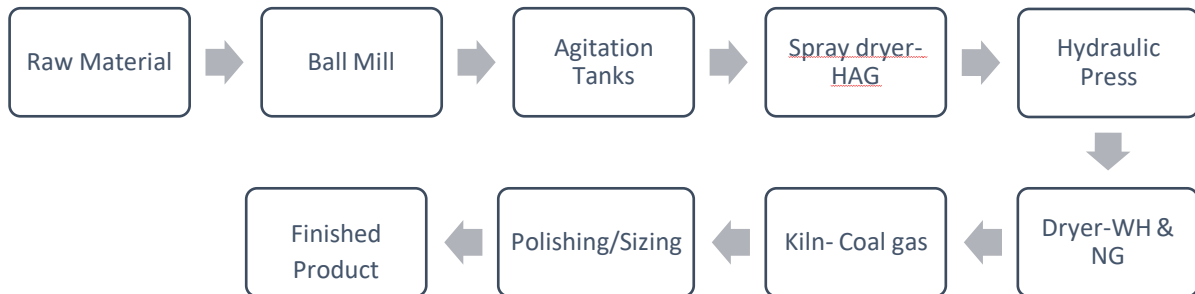 Raw Material
Ball Mill
Agitation
Tanks
Spray dryer-
HAG
Hydraulic
Press
Dryer-WH &
NG
Kiln- Coal gas
Polishing/Sizing
Finished
Product